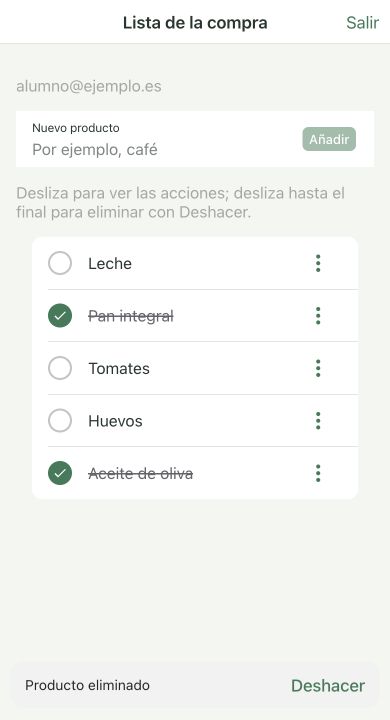 Lista de la compra
Salir
alumno@ejemplo.es
Nuevo producto
Por ejemplo, café
Añadir
Desliza para ver las acciones; desliza hasta el
final para eliminar con Deshacer.
Leche
Pan integral
Tomates
Huevos
Aceite de oliva
Producto eliminado
Deshacer